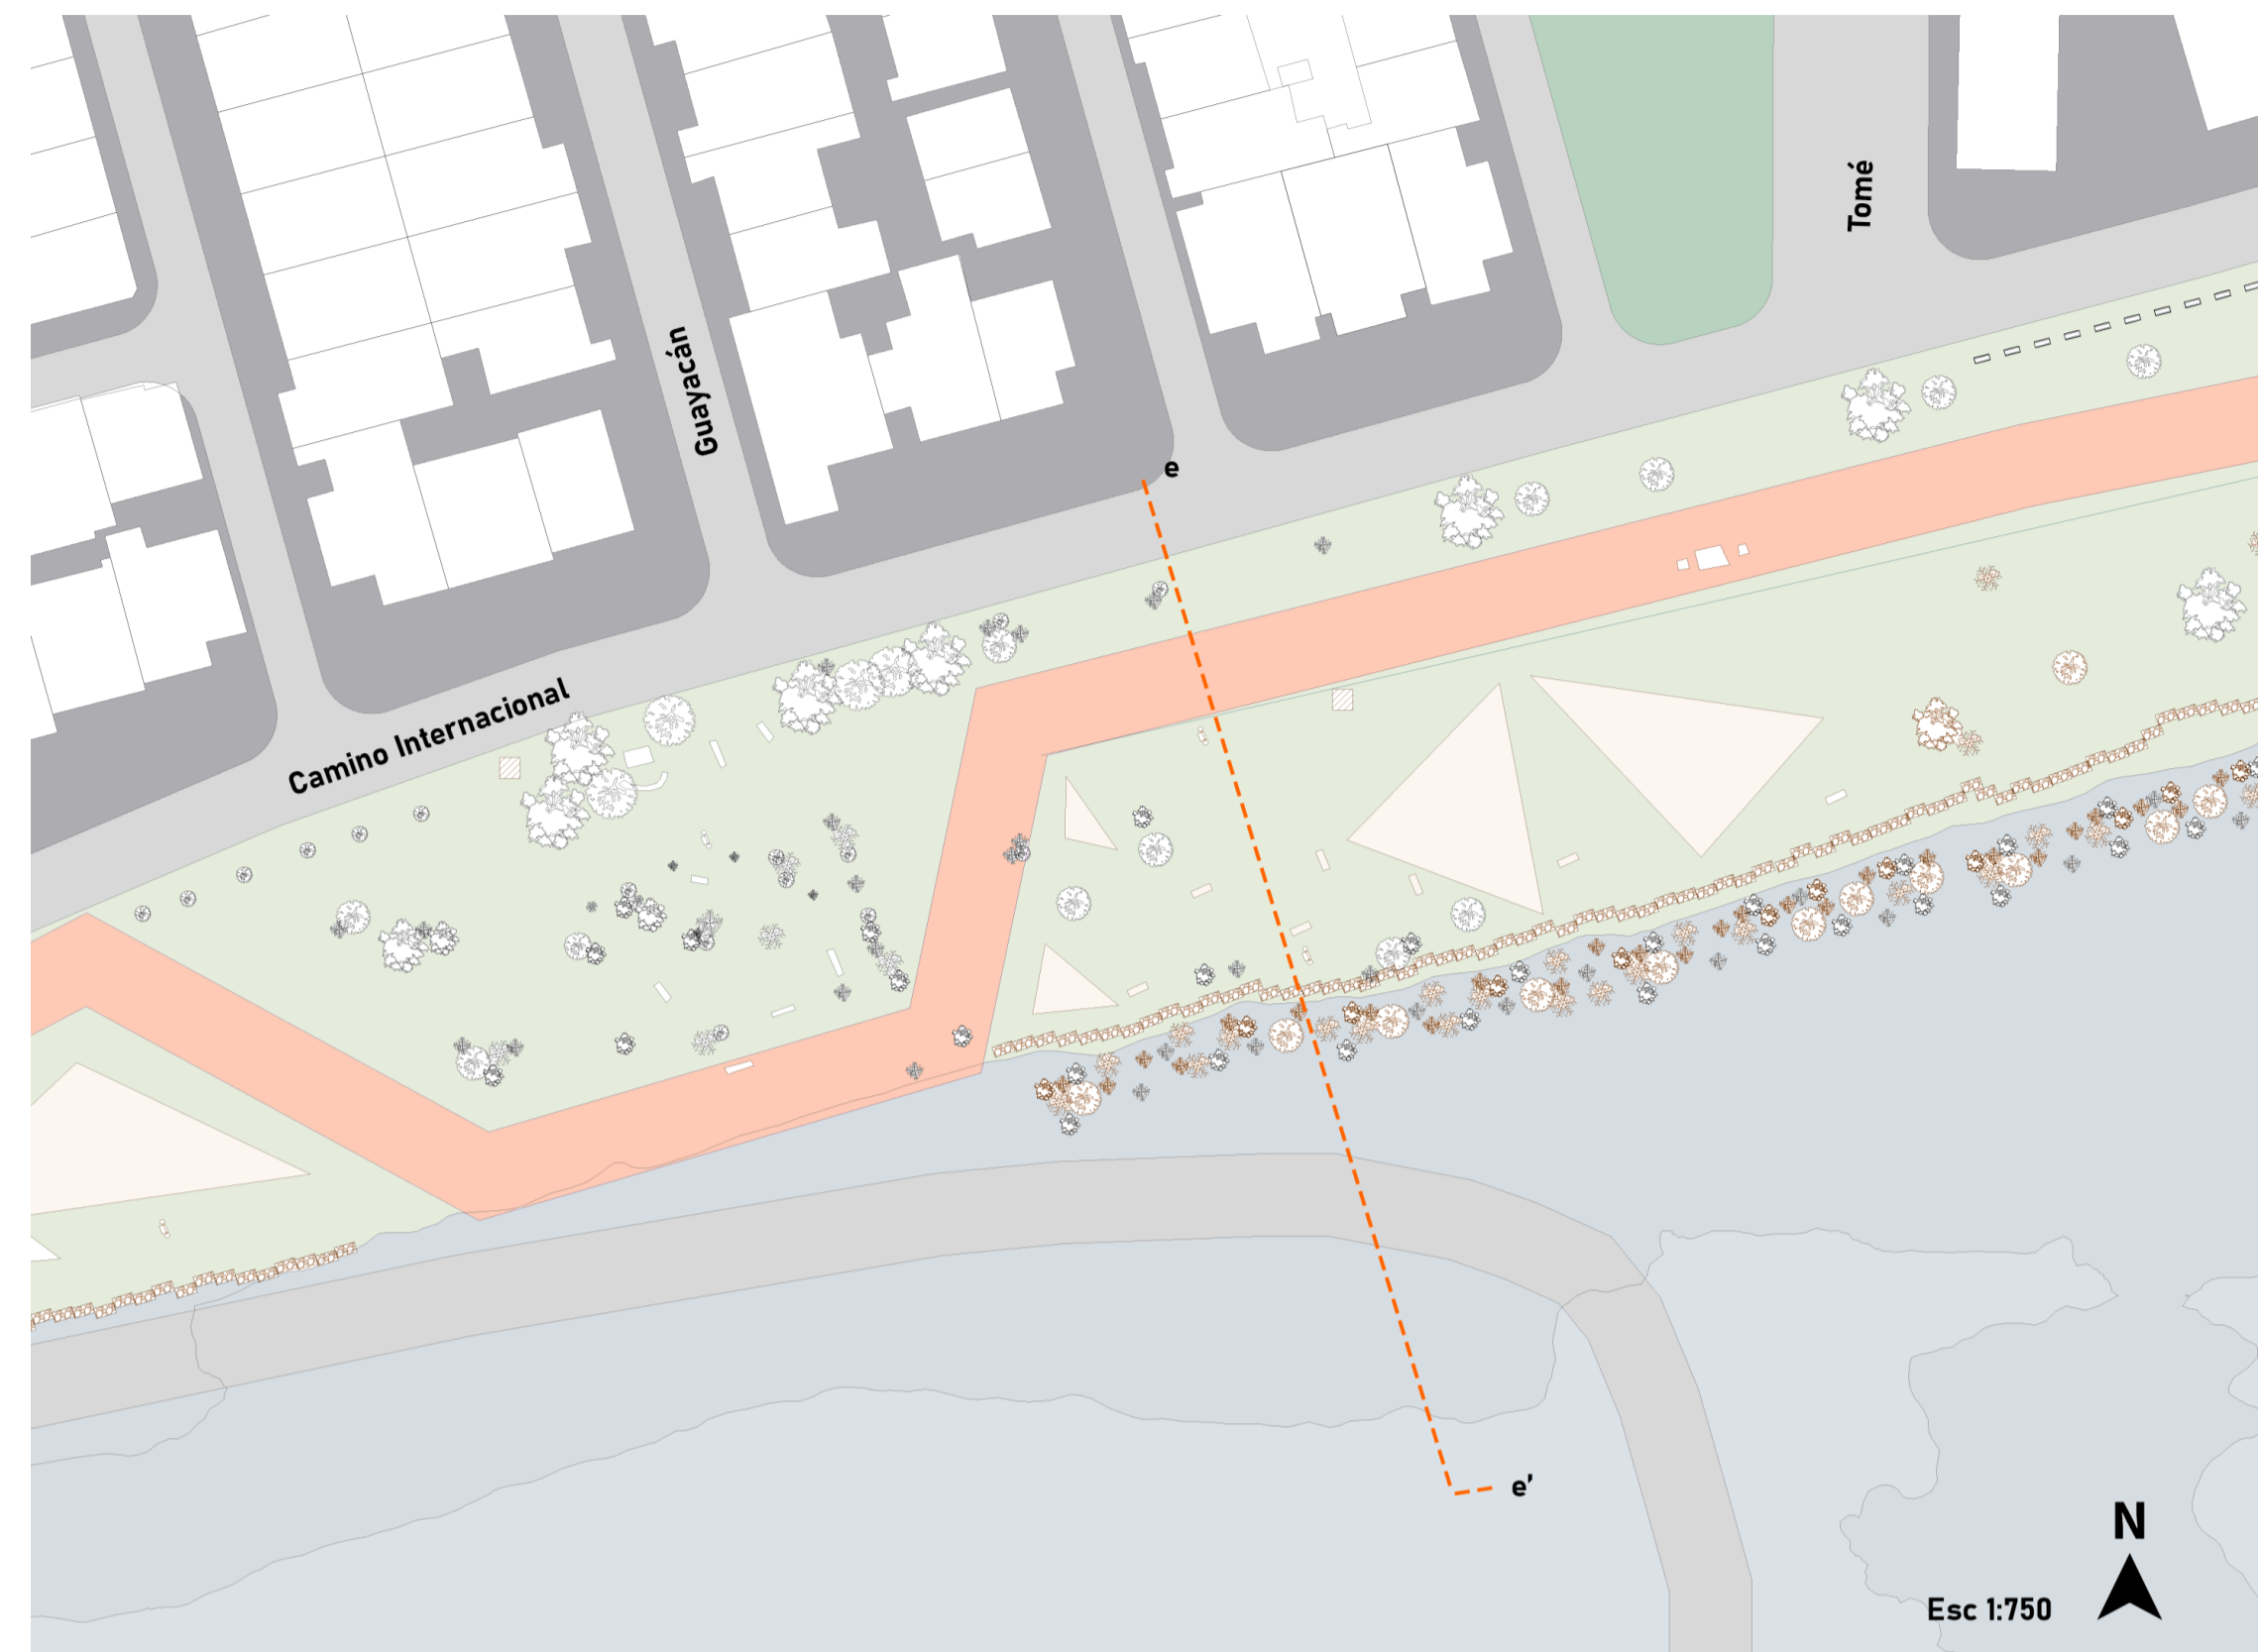 Tomé
Guayacán
e
Camino Internacional
e’
N
Esc 1:750